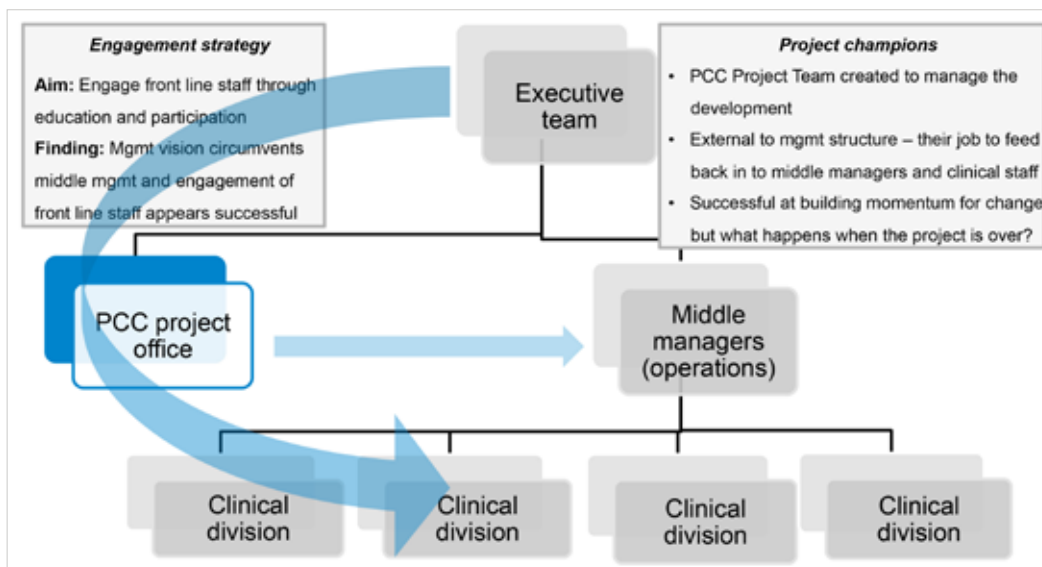 Engagement strategy
Aim: Engage front line staff through
education and participation
Finding: Mgmt vision circumvents
middle mgmt and engagement of
front line staff appears successful
Executive
team
Project champions
• PCC Project Team created to manage the
development
• External to mgmt structure – their job to feed
back in to middle managers and clinical staff
• Successful at building momentum for change
but what happens when the project is over?
PCC project
office
Middle
managers
(operations)
Clinical
division
Clinical
division
Clinical
division
Clinical
division